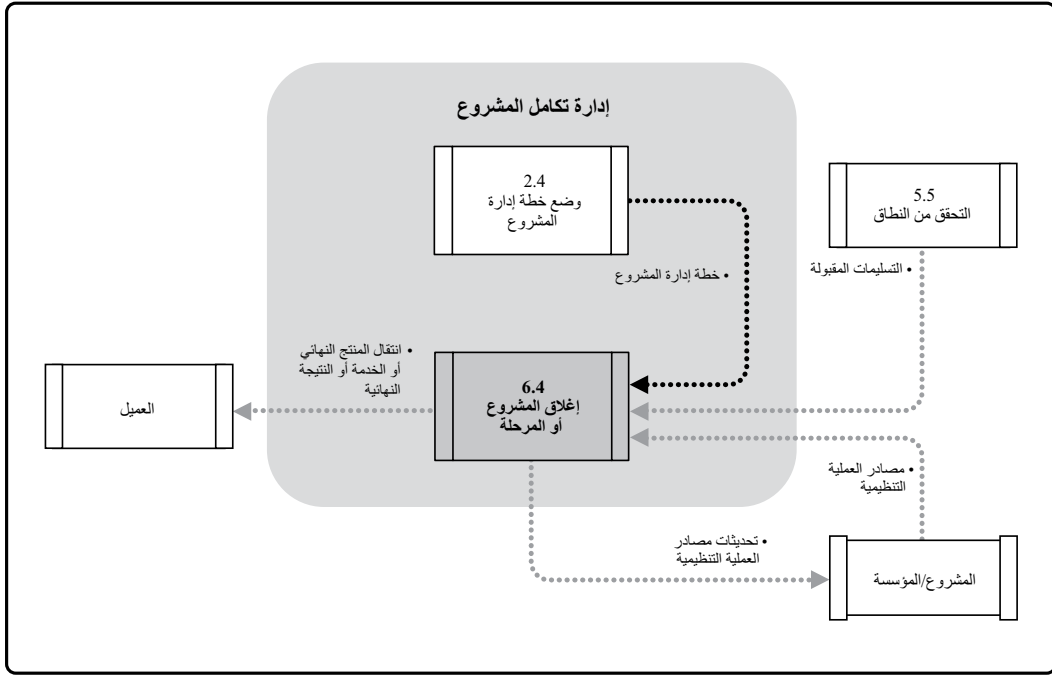 إدارة تكامل المشروع
2.4
وضع خطة إدارة
المشروع
5.5
التحقق من النطاق
• التسليمات المقبولة
• خطة إدارة المشروع
• انتقال المنتج النهائي
أو الخدمة أو النتيجة
النهائية
6.4
إغلاق المشروع
أو المرحلة
العميل
• مصادر العملية
التنظيمية
• تحديثات مصادر
العملية التنظيمية
المشروع/المؤسسة